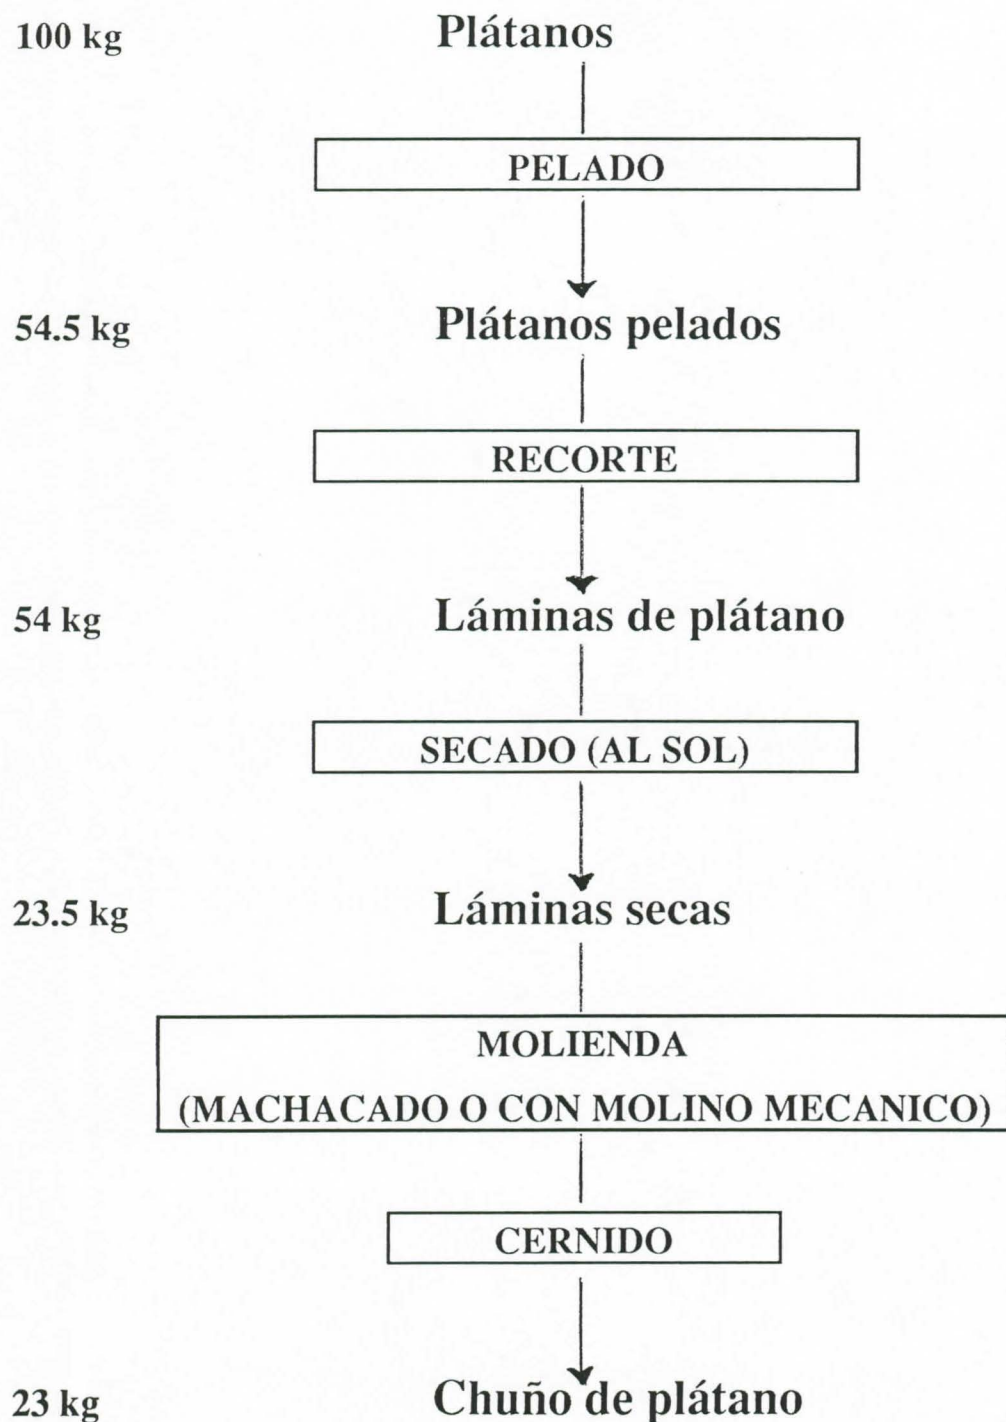 100 kg Plátanos
PELADO
54.5 kg Plátanos pelados
RECORTE
54 kg Láminas de plátano
SECADO (AL SOL)
23.5 kg Láminas secas
MOLIENDA
(MACHACADO O CON MOLINO MECANICO)
CERNIDO
23 kg Chuño de plátano